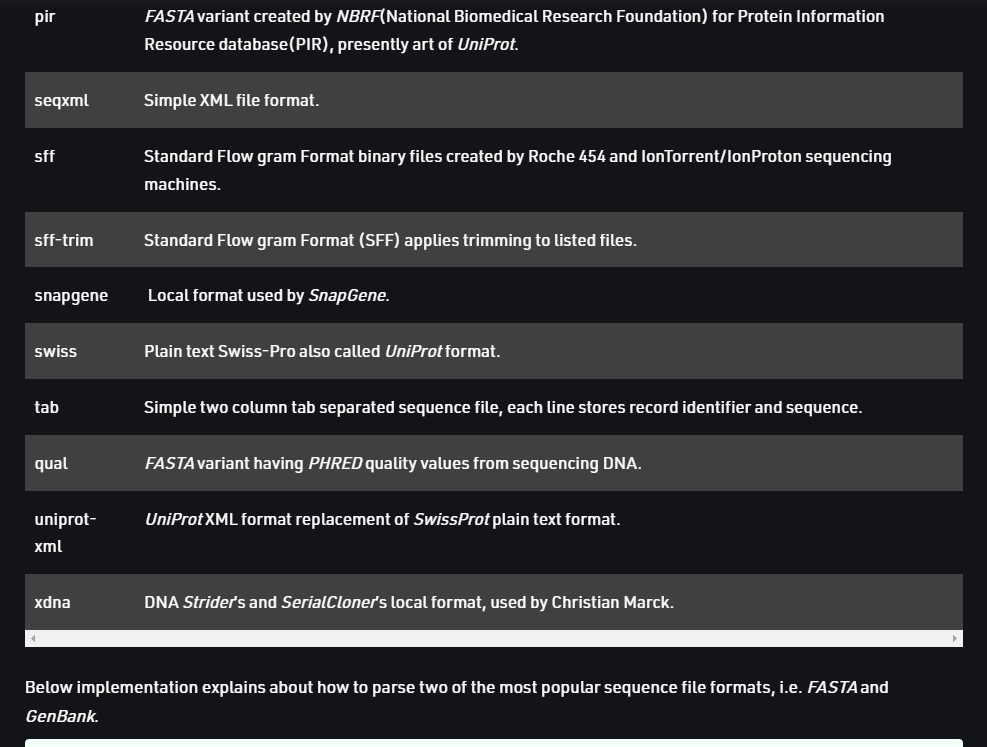 pir FASTA variant created by NBRF(National Biomedical Research Foundation) for Protein Information
Resource database(PIR), presently art of UniProt.
seqxml Simple XML file format.
sff Standard Flow gram Format binary files created by Roche 454 and IonTorrent/IonProton sequencing
machines.
sff-trim Standard Flow gram Format (SFF) applies trimming to listed files.
snapgene Local format used by SnapGene.
swiss Plain text Swiss-Pro also called UniProt format.
tab Simple two column tab separated sequence file, each line stores record identifier and sequence.
qual FASTA variant having PHRED quality values from sequencing DNA.
uniprot- UniProt XML format replacement of SwissProt plain text format.
xml
xdna DNA Strider's and SerialCloner's local format, used by Christian Marck.
Below implementation explains about how to parse two of the most popular sequence file formats, i.e. FASTA and
GenBank.